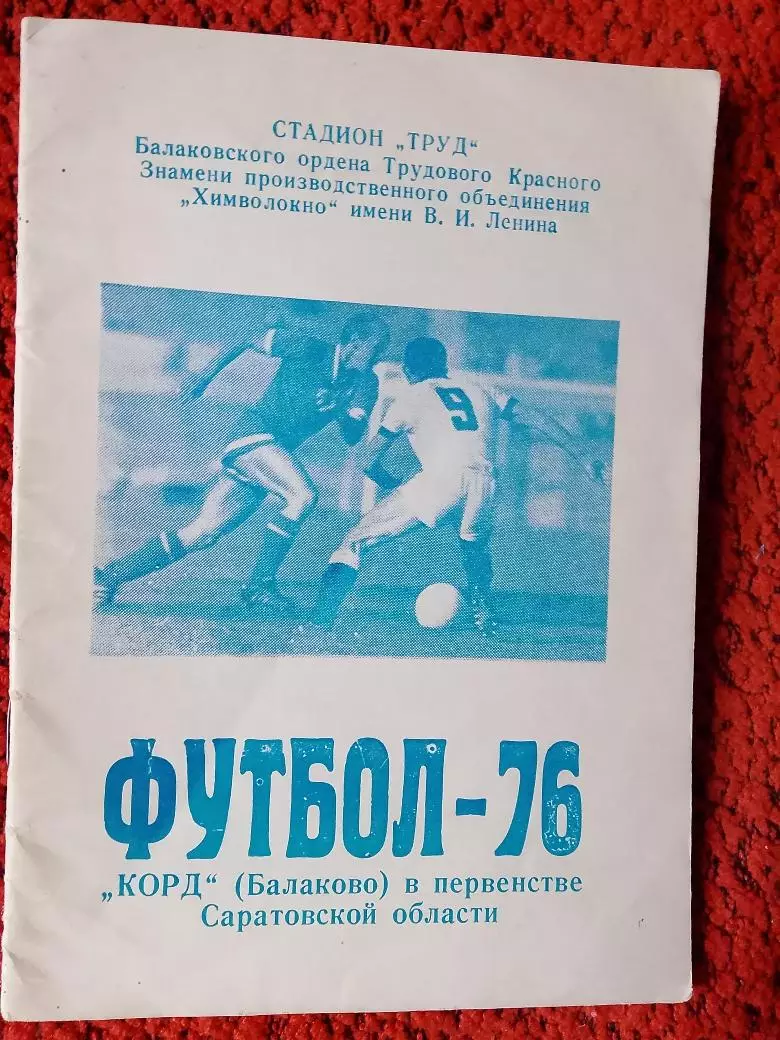 СТАДИОН „ТРУД“
Балаковского ордена Трудового Красного
Знамени производственного объединения
„Химволокно“ имени В. И. Ленина
9
ФУТБОЛ-76
„КОРД“ (Балаково) в первенстве
Саратовской области